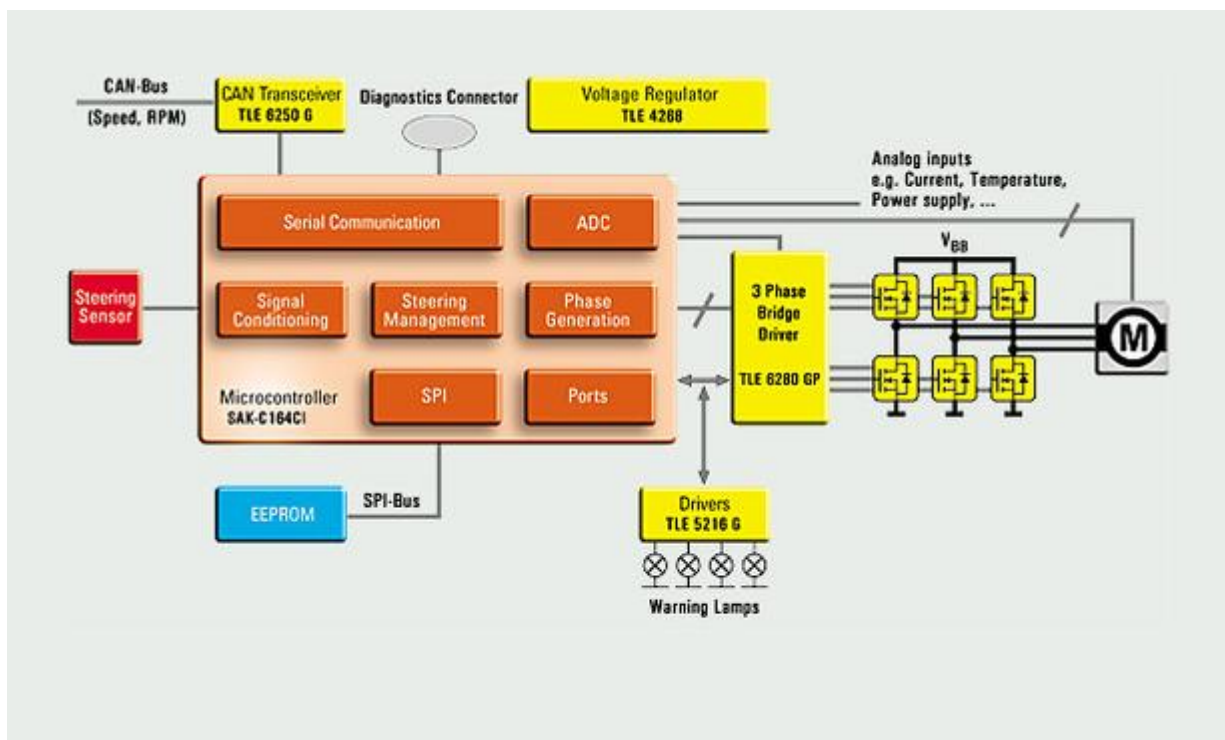 CAN-Bus
(Speed, RPM)
CAN Transceiver
TLE 6250 G
Diagnostics Connector
Voltage Regulator
TLE 4268
Analog inputs
e.g. Current, Temperature,
Power supply, ...
Serial Communication
ADC
VBB
Steering
Sensor
Signal
Conditioning
Steering
Management
Phase
Generation
3 Phase
Bridge
Driver
TLE 6280 GP
M
Microcontroller
SAK-C164CI
SPI
Ports
EEPROM
SPI-Bus
Drivers
TLE 5216 G
Warning Lamps